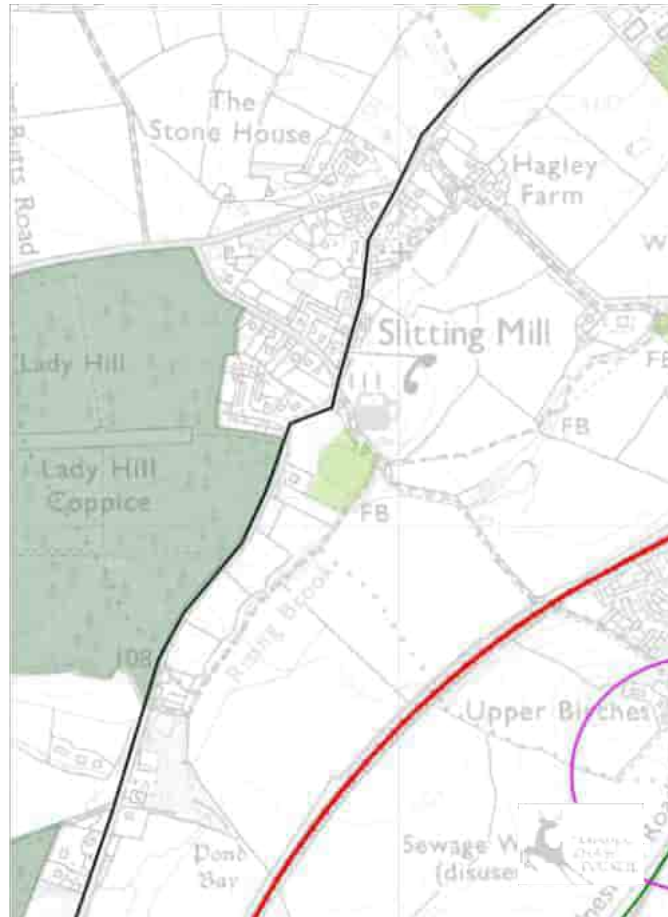 The
Stone House
Butts Road
Hagley
Farm
W
Slitting Mill
Lady Hill
111
FB
FB
Lady Hill
Coppice
FB
Rising Brook
108
Upper Birches
Pond
Bay
Sewage W
(disuse